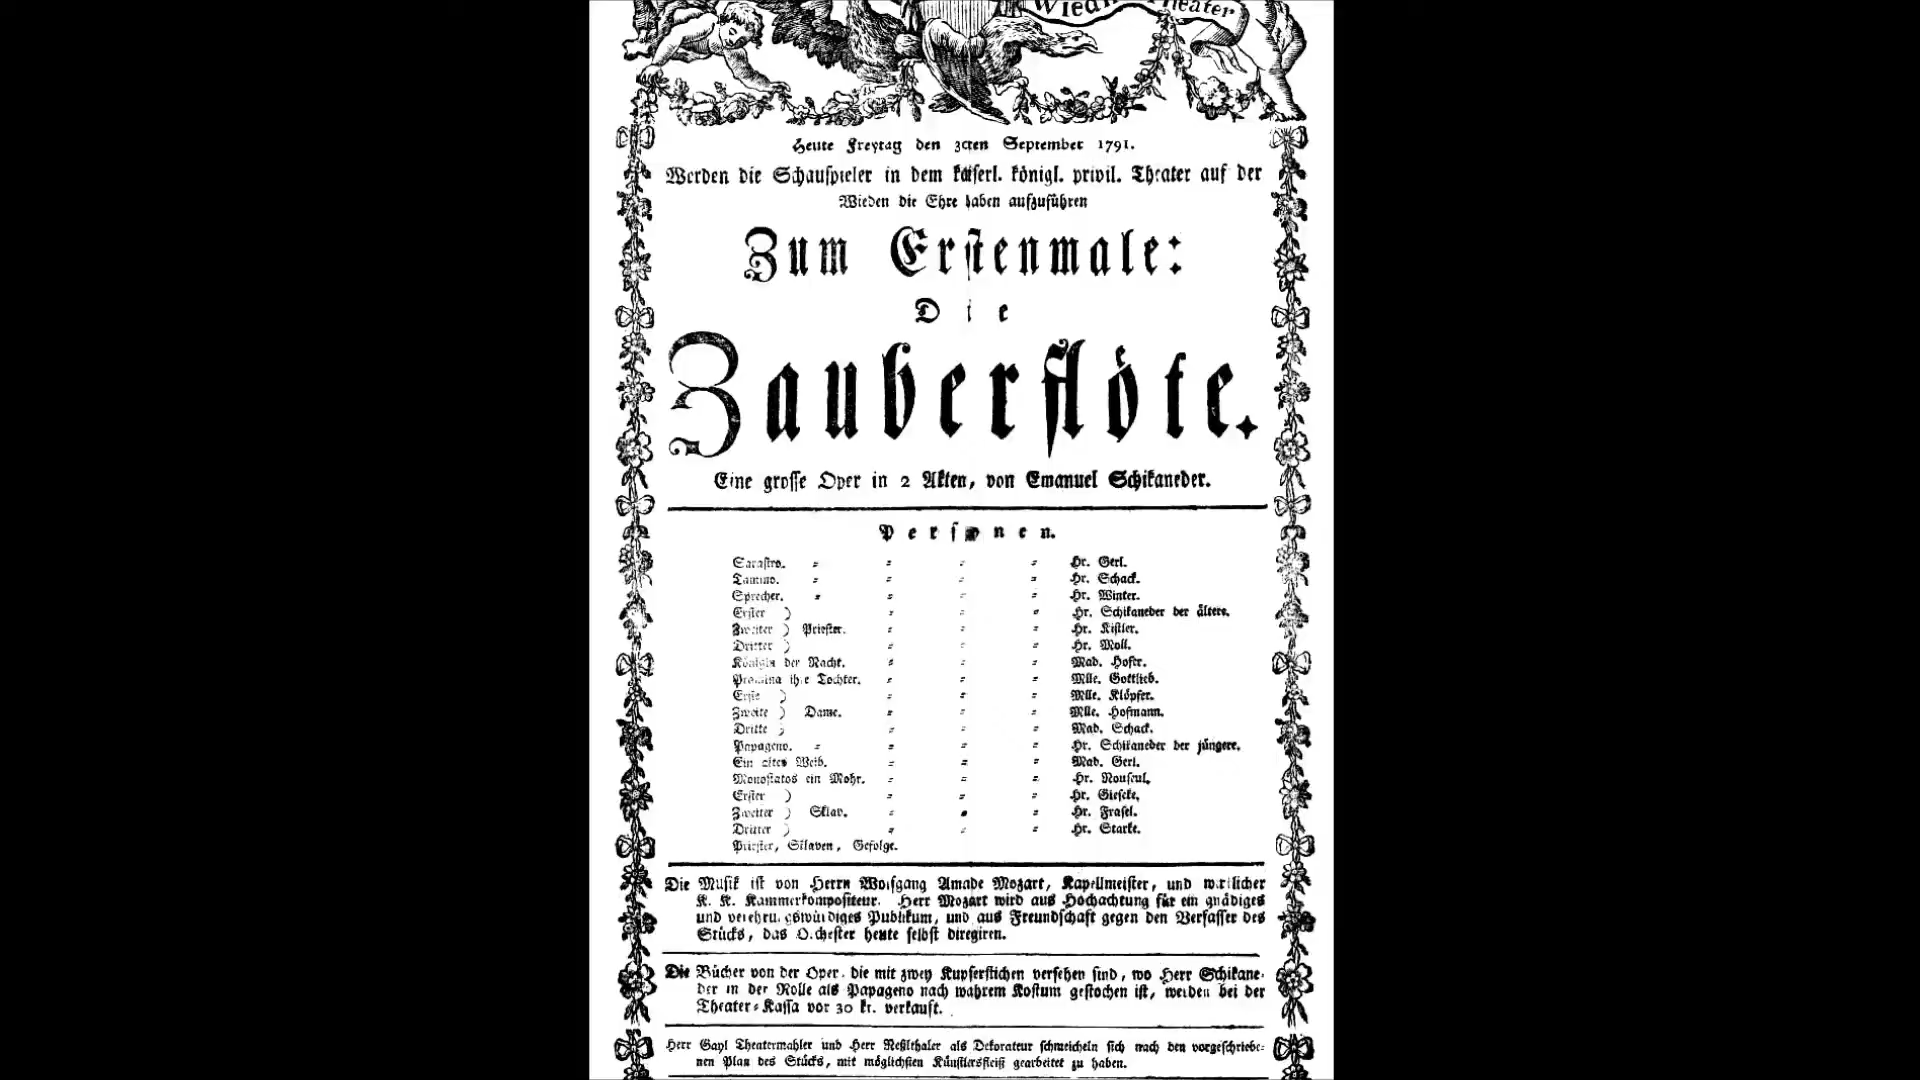 Wiedner Theater
Heute Freytag den 30ten September 1791.
Werden die Schauspieler in dem kaiserl. königl. privil. Theater auf der
Wieden die Ehre haben aufzuführen
Zum Erstenmale:
Die
Zauberflöte.
Eine grosse Oper in 2 Akten, von Emanuel Schikaneder.
Personen.
Sarastro. Hr. Gerl.
Tamino. Hr. Schack.
Sprecher. Hr. Winter.
Erster ) Hr. Schikaneder der ältere.
Zweiter ) Priester. Hr. Kistler.
Dritter ) Hr. Moll.
Königin der Nacht. Mad. Hofer.
Pamina ihre Tochter. Mlle. Gottlieb.
Erste ) Mlle. Klöpfer.
Zweite ) Dame. Mlle. Hofmann.
Dritte ) Mad. Schack.
Papageno. Hr. Schikaneder der jüngere.
Ein altes Weib. Mad. Gerl.
Monostatos ein Mohr. Hr. Nouseul.
Erster ) Hr. Gieseke.
Zweiter ) Sklav. Hr. Frasel.
Dritter ) Hr. Starke.
Priester, Sklaven, Gefolge.
Die Musik ist von Herrn Wolfgang Amade Mozart, Kapellmeister, und wirklicher
K. K. Kammerkompositeur. Herr Mozart wird aus Hochachtung für ein gnädiges
und verehrungswürdiges Publikum, und aus Freundschaft gegen den Verfasser des
Stücks, das Orchester heute selbst dirigiren.
Die Bücher von der Oper, die mit zwey Kupferstichen versehen sind, wo Herr Schikane-
der in der Rolle als Papageno nach wahrem Kostum gestochen ist, werden bei der
Theater-Kassa vor 30 kr. verkauft.
Herr Gayl Theatermahler und Herr Neßlthaler als Dekorateur schmeicheln sich nach den vorgeschriebe-
nen Plan des Stücks, mit möglichsten Künstlersfleiß gearbeitet zu haben.